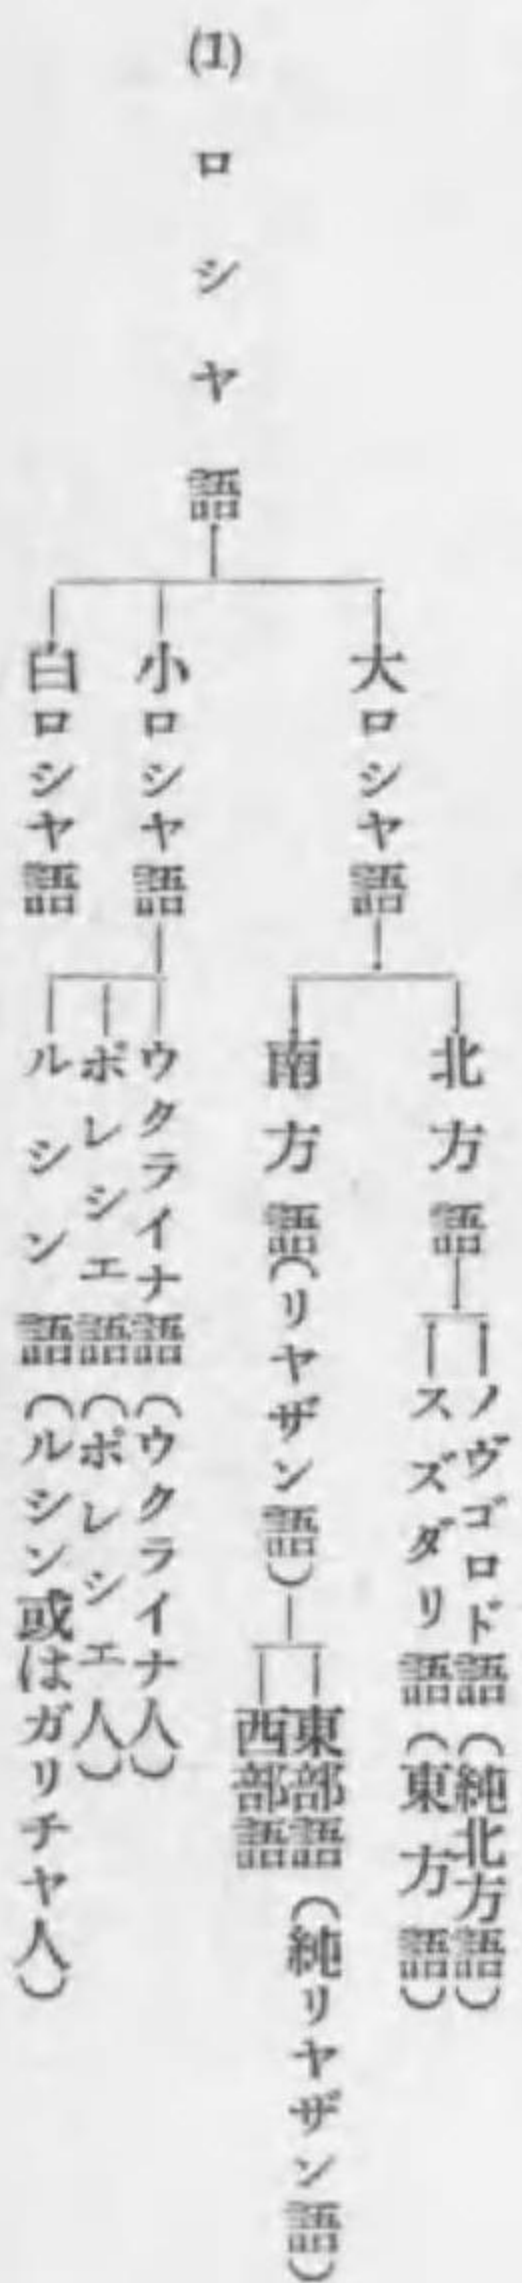 (1) ロシヤ語
大ロシヤ語
北方語
ノヴゴロド語(純北方語)
スズダリ語(東方語)
南方語(リヤザン語)
東部語(純リヤザン語)
西部語
小ロシヤ語
ウクライナ語(ウクライナ人)
ポレシエ語(ポレシエ人)
ルシン語(ルシン或はガリチヤ人)
白ロシヤ語